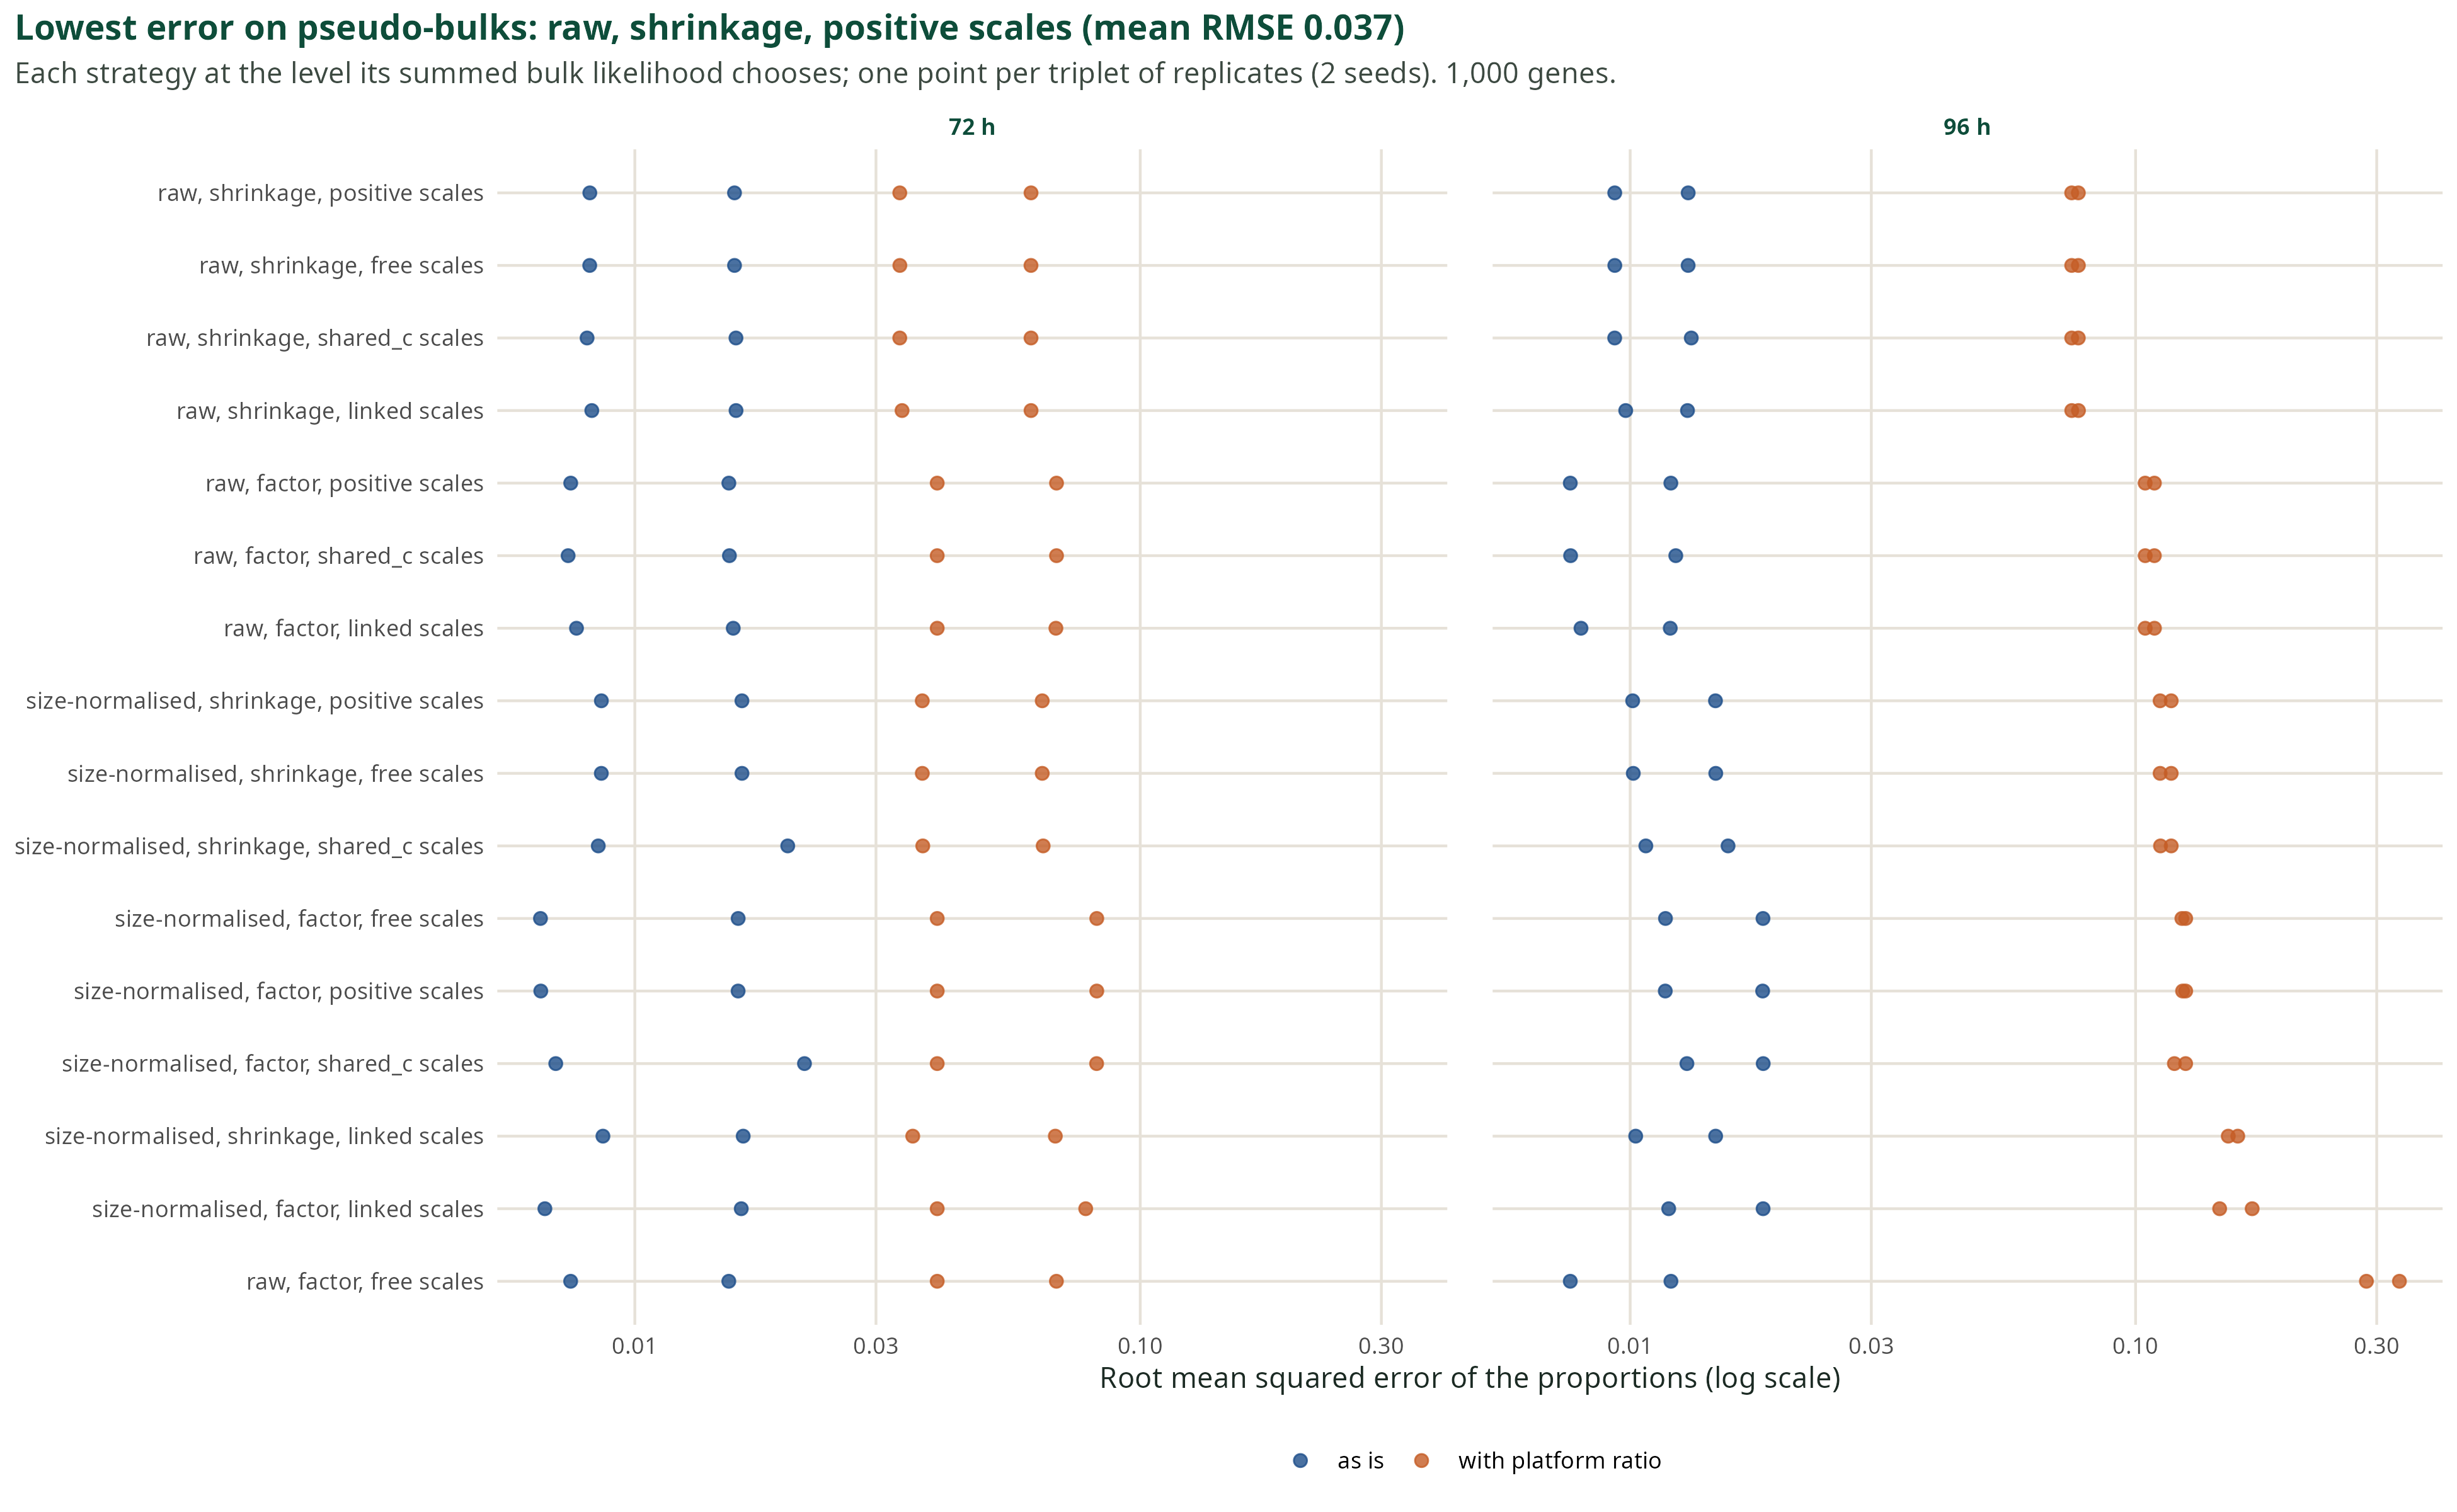 Lowest error on pseudo-bulks: raw, shrinkage, positive scales (mean RMSE 0.037)
Each strategy at the level its summed bulk likelihood chooses; one point per triplet of replicates (2 seeds). 1,000 genes.
72 h
96 h
raw, shrinkage, positive scales
raw, shrinkage, free scales
raw, shrinkage, shared_c scales
raw, shrinkage, linked scales
raw, factor, positive scales
raw, factor, shared_c scales
raw, factor, linked scales
size-normalised, shrinkage, positive scales
size-normalised, shrinkage, free scales
size-normalised, shrinkage, shared_c scales
size-normalised, factor, free scales
size-normalised, factor, positive scales
size-normalised, factor, shared_c scales
size-normalised, shrinkage, linked scales
size-normalised, factor, linked scales
raw, factor, free scales
0.01 0.03 0.10 0.30 0.01 0.03 0.10 0.30
Root mean squared error of the proportions (log scale)
as is with platform ratio